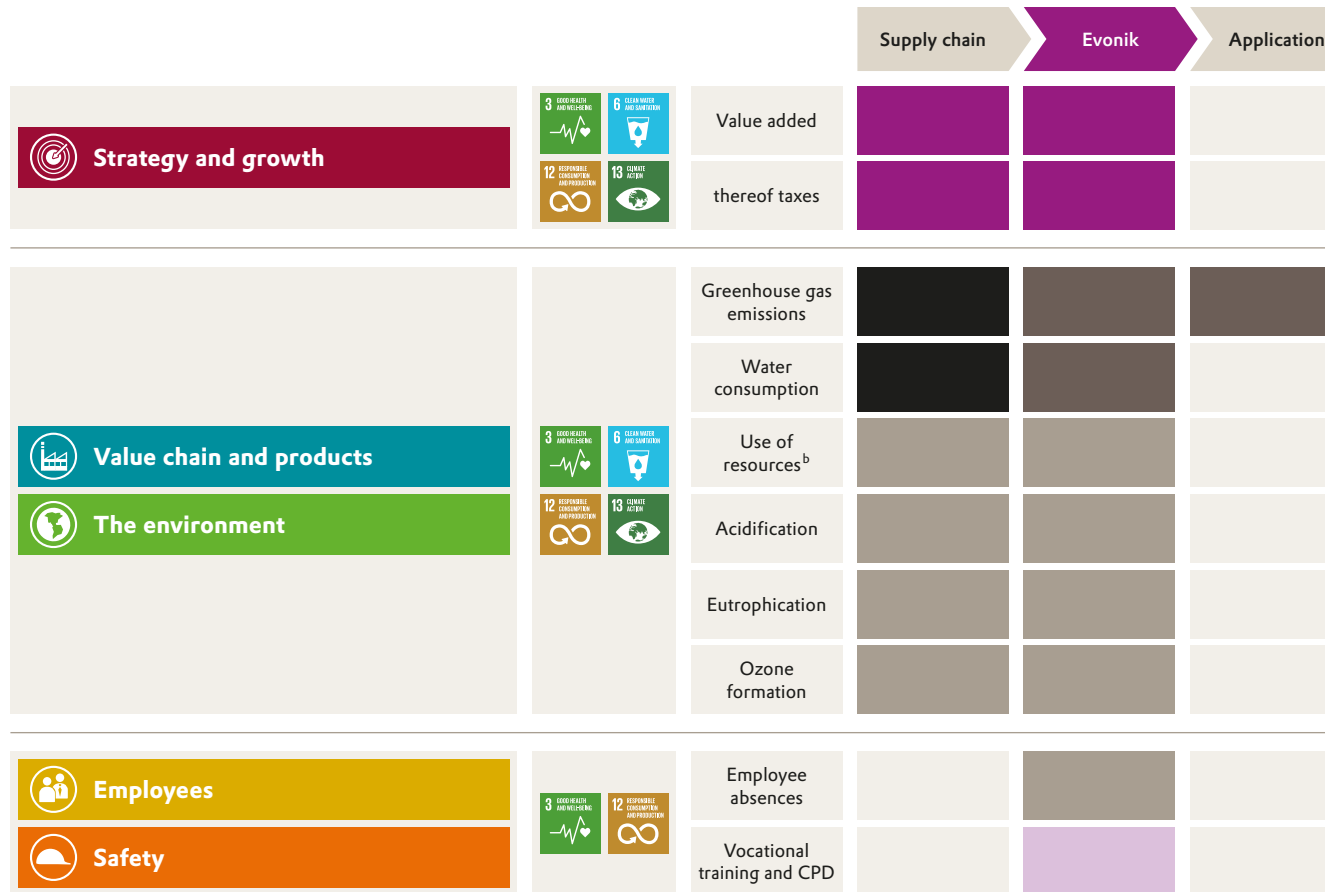 Supply chain
Evonik
Application
Strategy and growth
3 GOOD HEALTH
AND WELL-BEING
6 CLEAN WATER
AND SANITATION
12 RESPONSIBLE
CONSUMPTION
AND PRODUCTION
13 CLIMATE
ACTION
Value added
thereof taxes
Value chain and products
The environment
3 GOOD HEALTH
AND WELL-BEING
6 CLEAN WATER
AND SANITATION
12 RESPONSIBLE
CONSUMPTION
AND PRODUCTION
13 CLIMATE
ACTION
Greenhouse gas
emissions
Water
consumption
Use of
resources b
Acidification
Eutrophication
Ozone
formation
Employees
Safety
3 GOOD HEALTH
AND WELL-BEING
12 RESPONSIBLE
CONSUMPTION
AND PRODUCTION
Employee
absences
Vocational
training and CPD